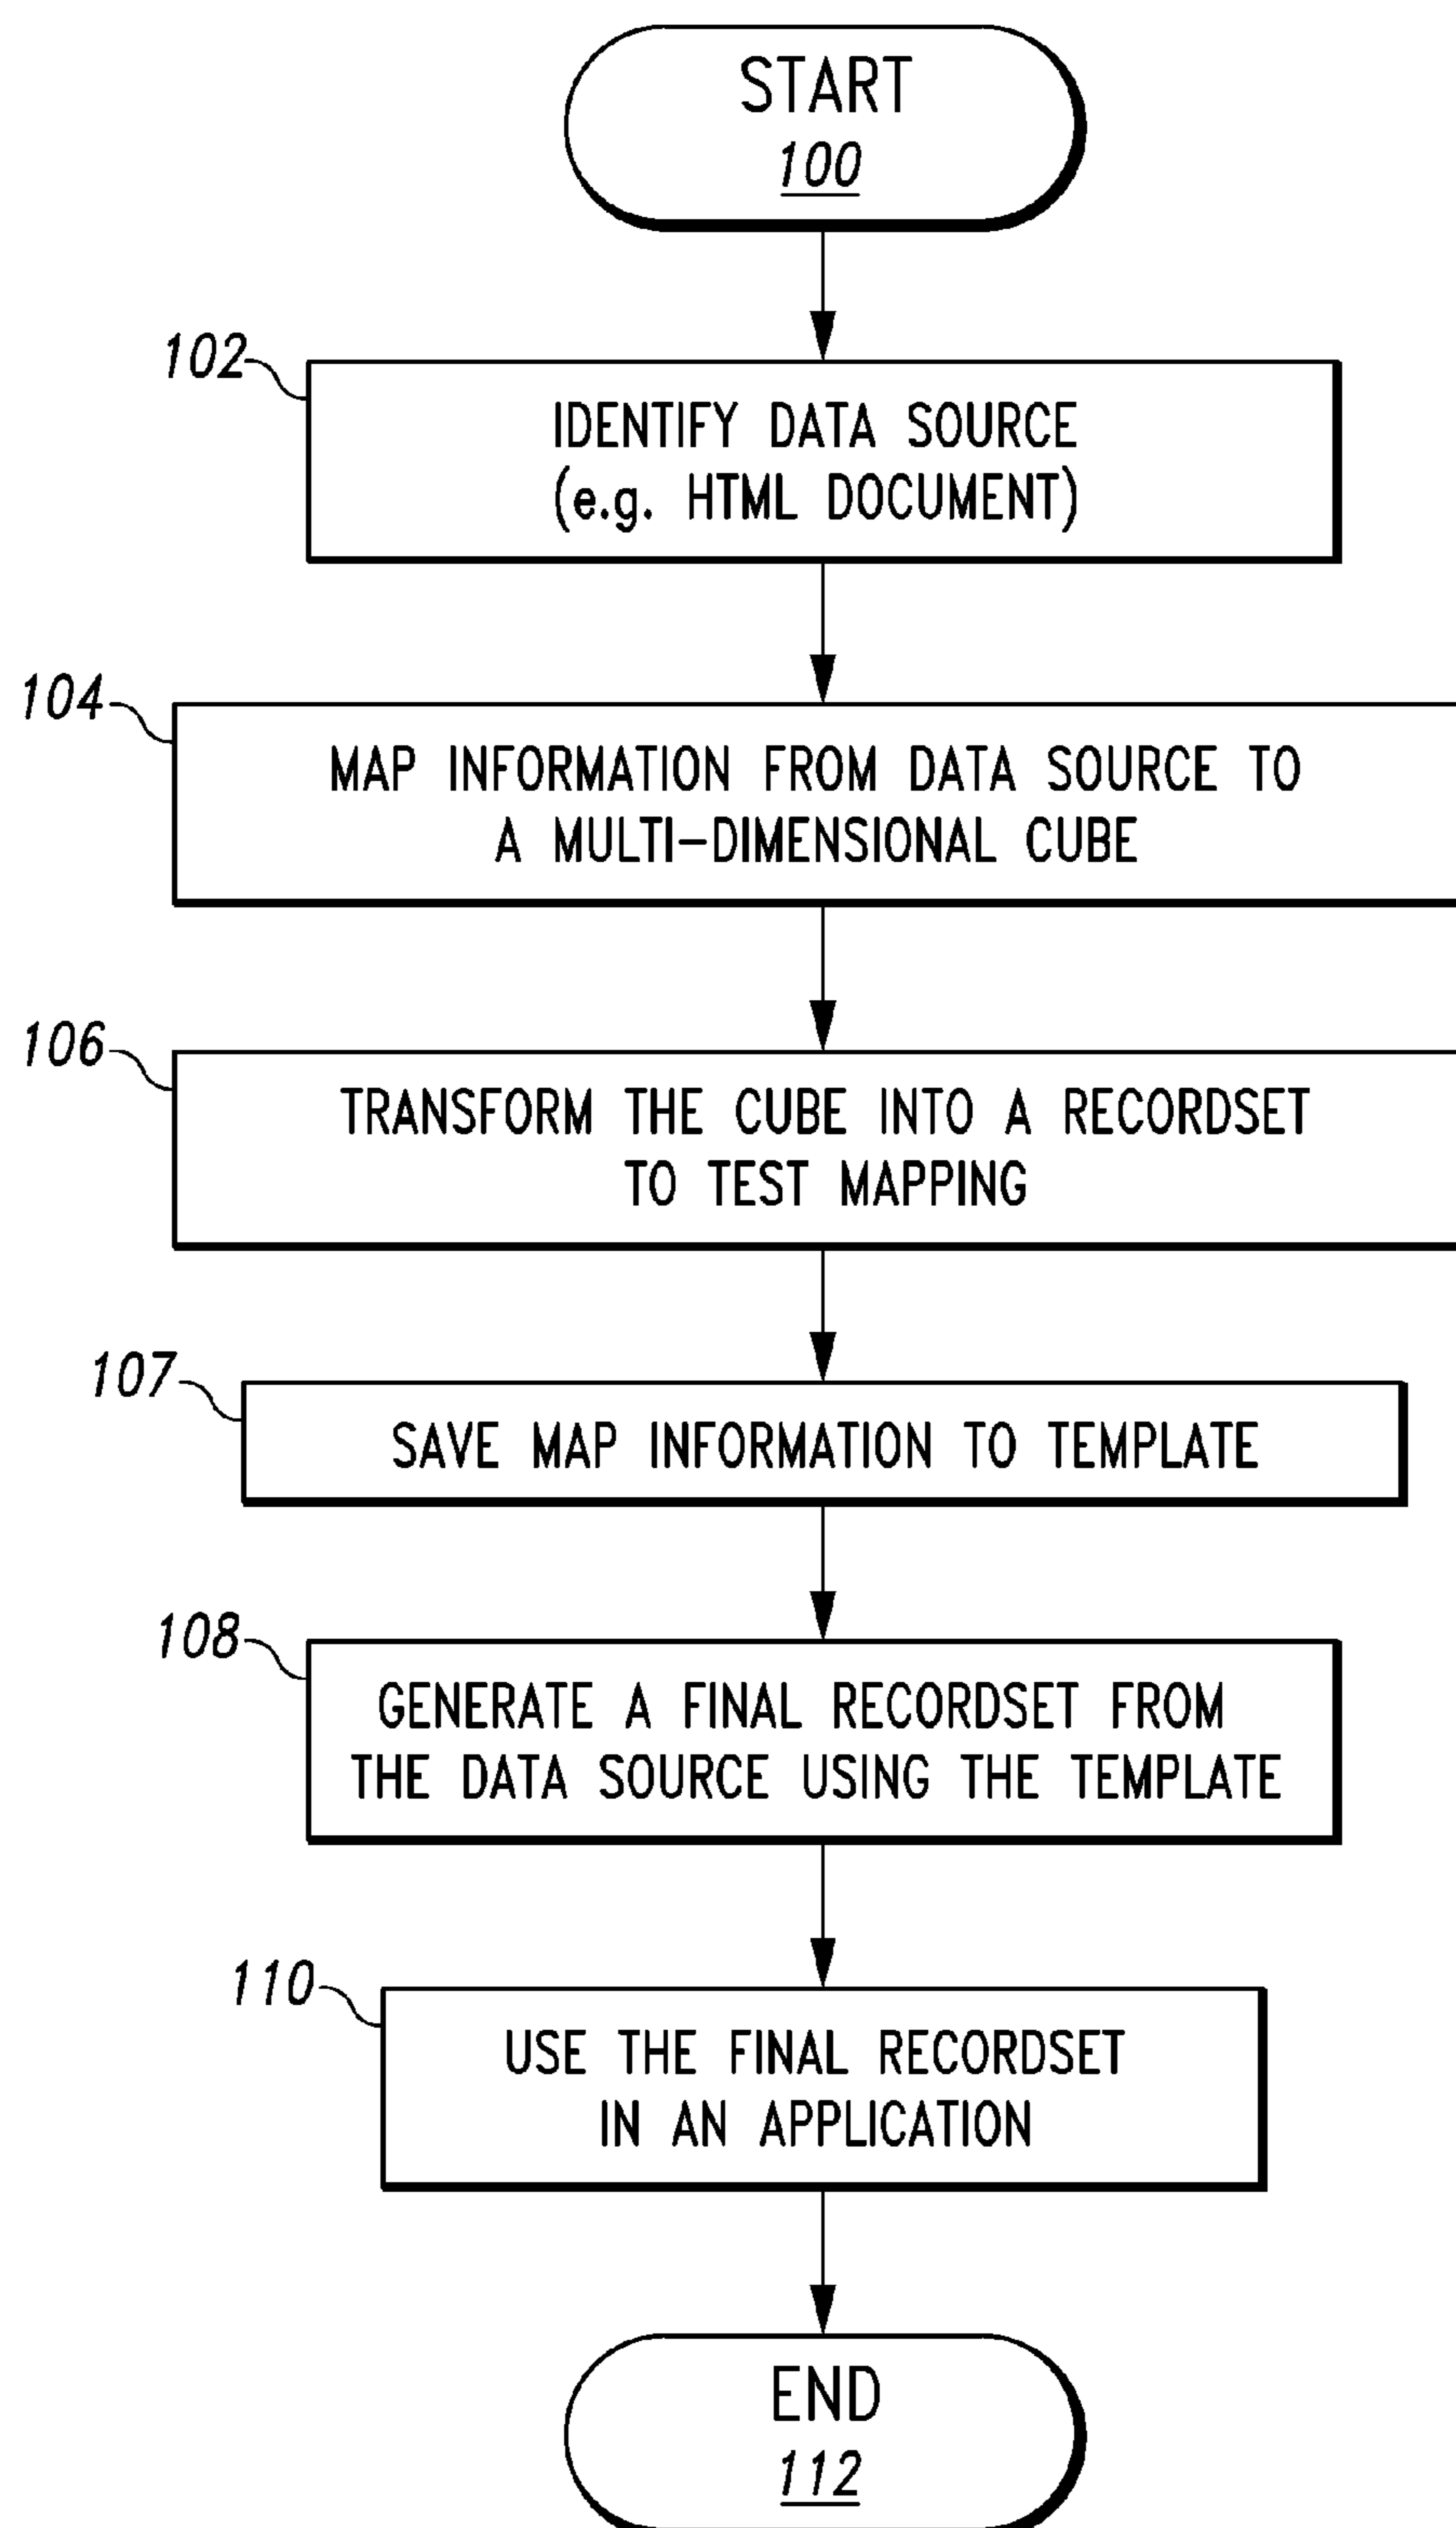 START
100
102
IDENTIFY DATA SOURCE
(e.g. HTML DOCUMENT)
104
MAP INFORMATION FROM DATA SOURCE TO
A MULTI-DIMENSIONAL CUBE
106
TRANSFORM THE CUBE INTO A RECORDSET
TO TEST MAPPING
107
SAVE MAP INFORMATION TO TEMPLATE
108
GENERATE A FINAL RECORDSET FROM
THE DATA SOURCE USING THE TEMPLATE
110
USE THE FINAL RECORDSET
IN AN APPLICATION
END
112